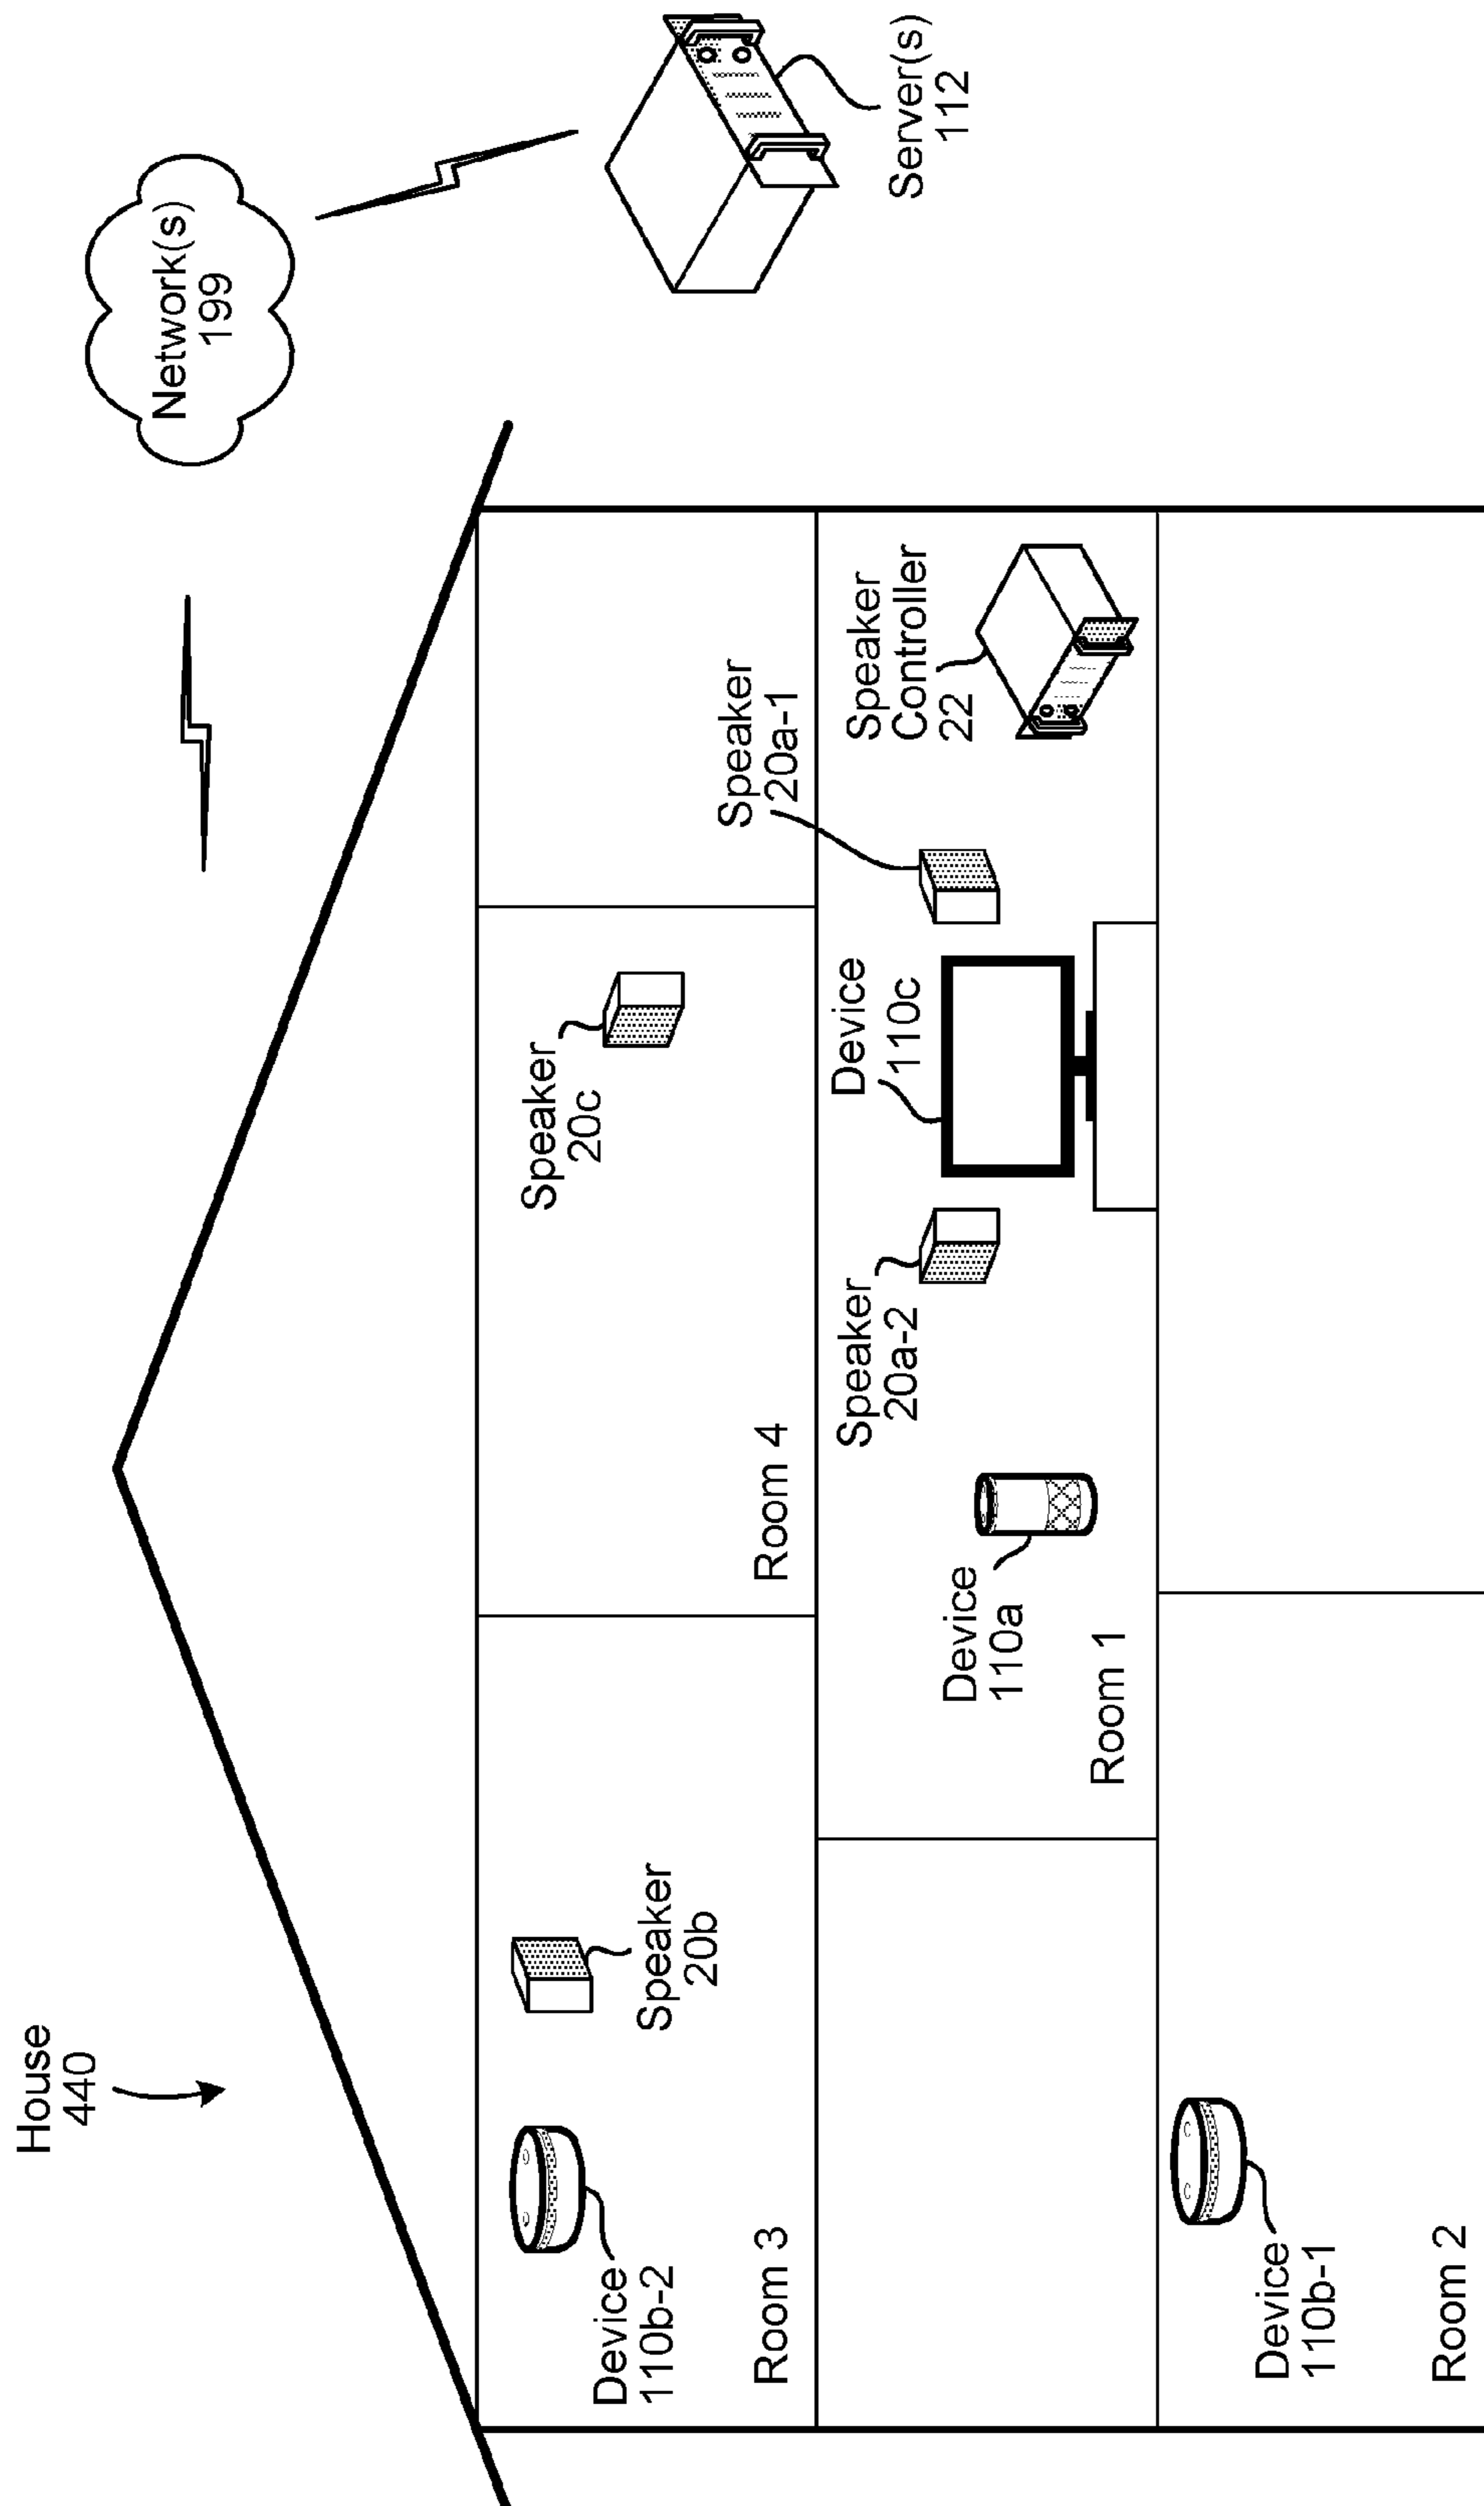 House
440
Network(s)
199
Server(s)
112
Device
110b-2
Speaker
20b
Room 3
Speaker
20c
Room 4
Speaker
20a-1
Speaker
Controller
22
Device
110c
Speaker
20a-2
Device
110a
Room 1
Device
110b-1
Room 2